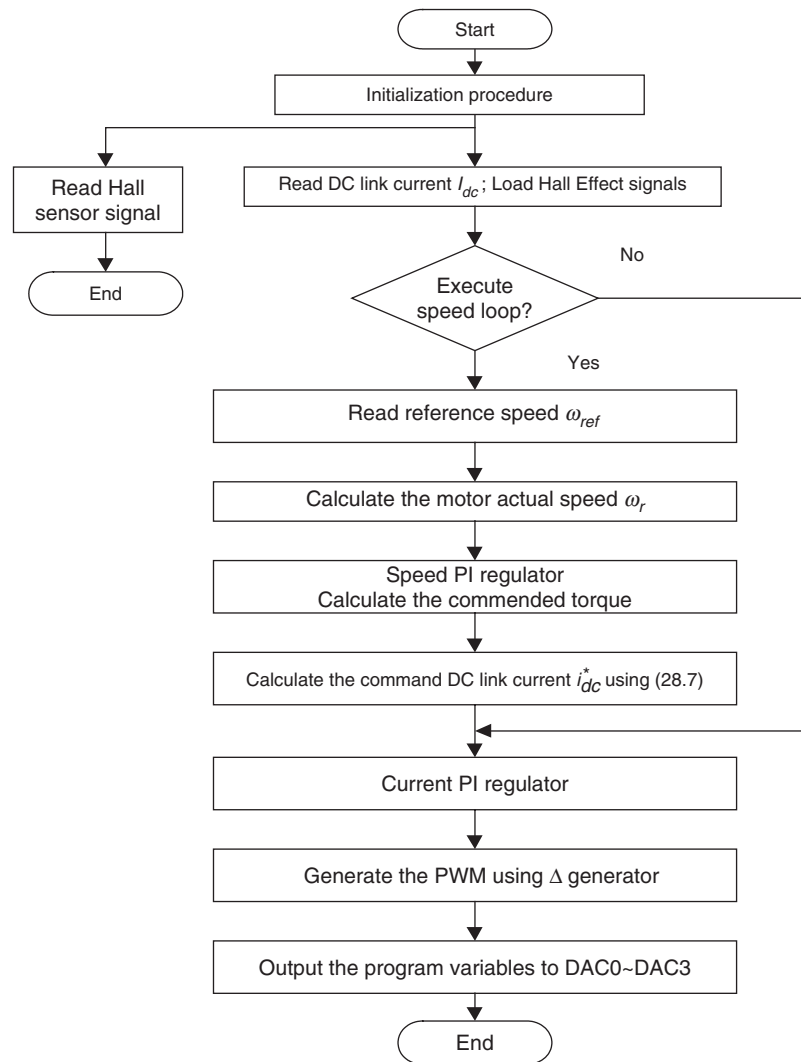 Start
Initialization procedure
Read Hall
sensor signal
End
Read DC link current I_dc; Load Hall Effect signals
Execute
speed loop?
No
Yes
Read reference speed ω_ref
Calculate the motor actual speed ω_r
Speed PI regulator
Calculate the commended torque
Calculate the command DC link current i*_dc using (28.7)
Current PI regulator
Generate the PWM using Δ generator
Output the program variables to DAC0~DAC3
End